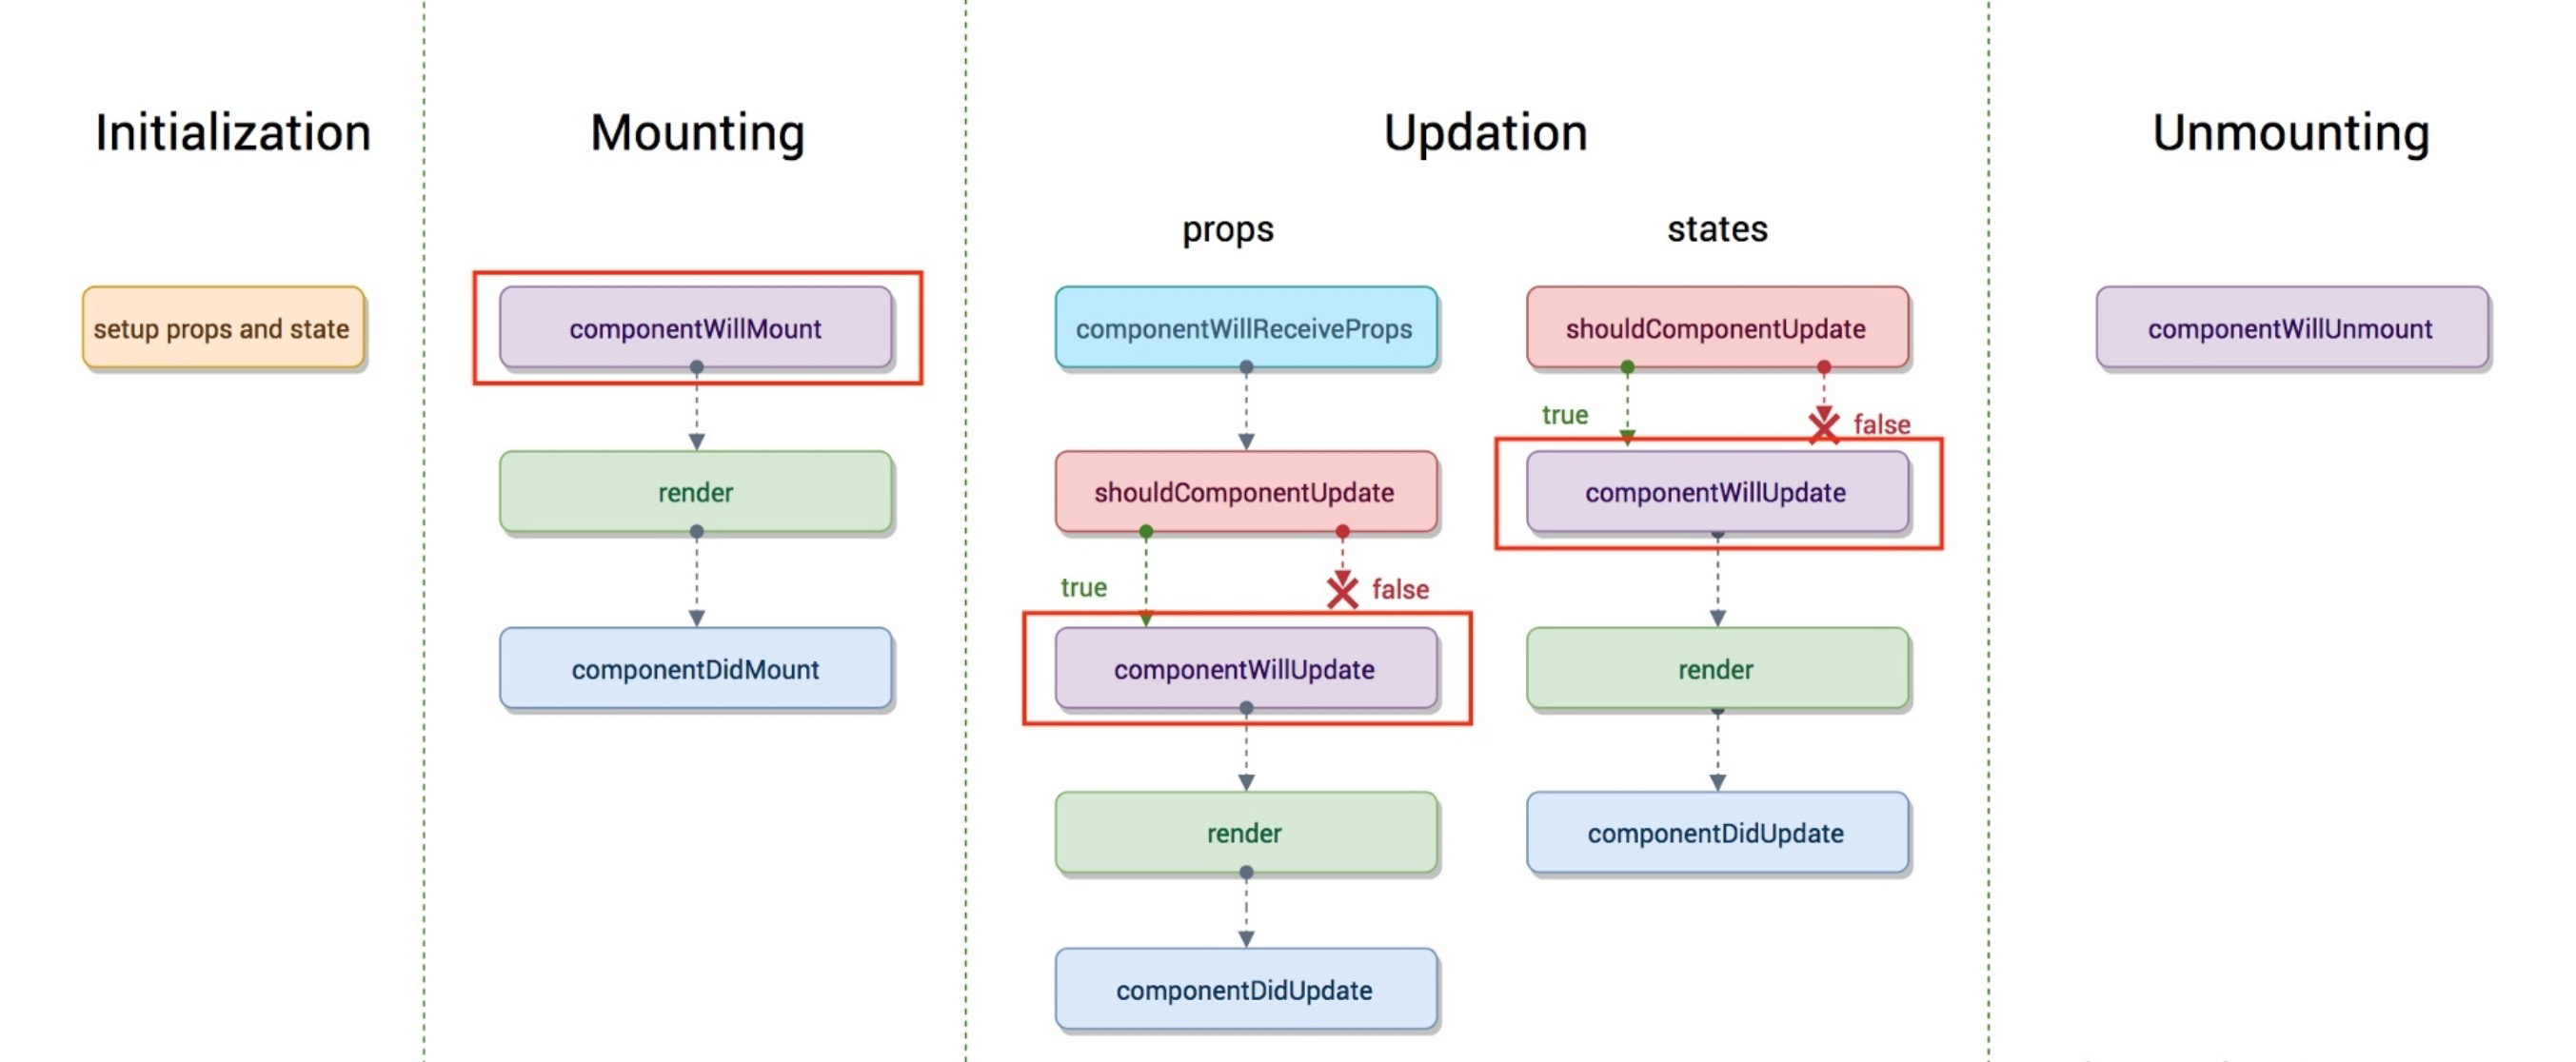 Initialization
setup props and state
Mounting
componentWillMount
render
componentDidMount
Updation
props
componentWillReceiveProps
shouldComponentUpdate
true
false
componentWillUpdate
render
componentDidUpdate
states
shouldComponentUpdate
true
false
componentWillUpdate
render
componentDidUpdate
Unmounting
componentWillUnmount